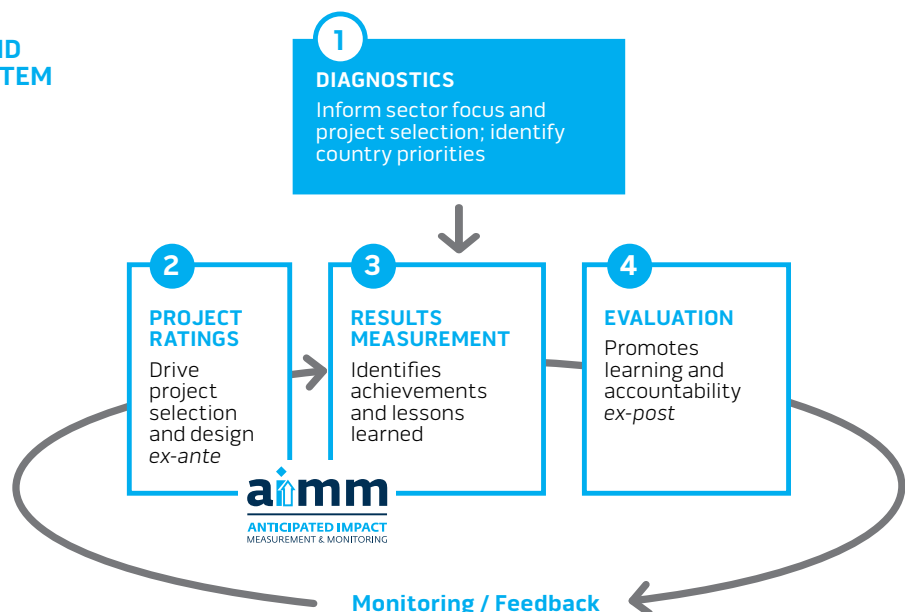 ND
TEM
1
DIAGNOSTICS
Inform sector focus and
project selection; identify
country priorities
2
PROJECT
RATINGS
Drive
project
selection
and design
ex-ante
3
RESULTS
MEASUREMENT
Identifies
achievements
and lessons
learned
4
EVALUATION
Promotes
learning and
accountability
ex-post
aimm
ANTICIPATED IMPACT
MEASUREMENT & MONITORING
Monitoring / Feedback